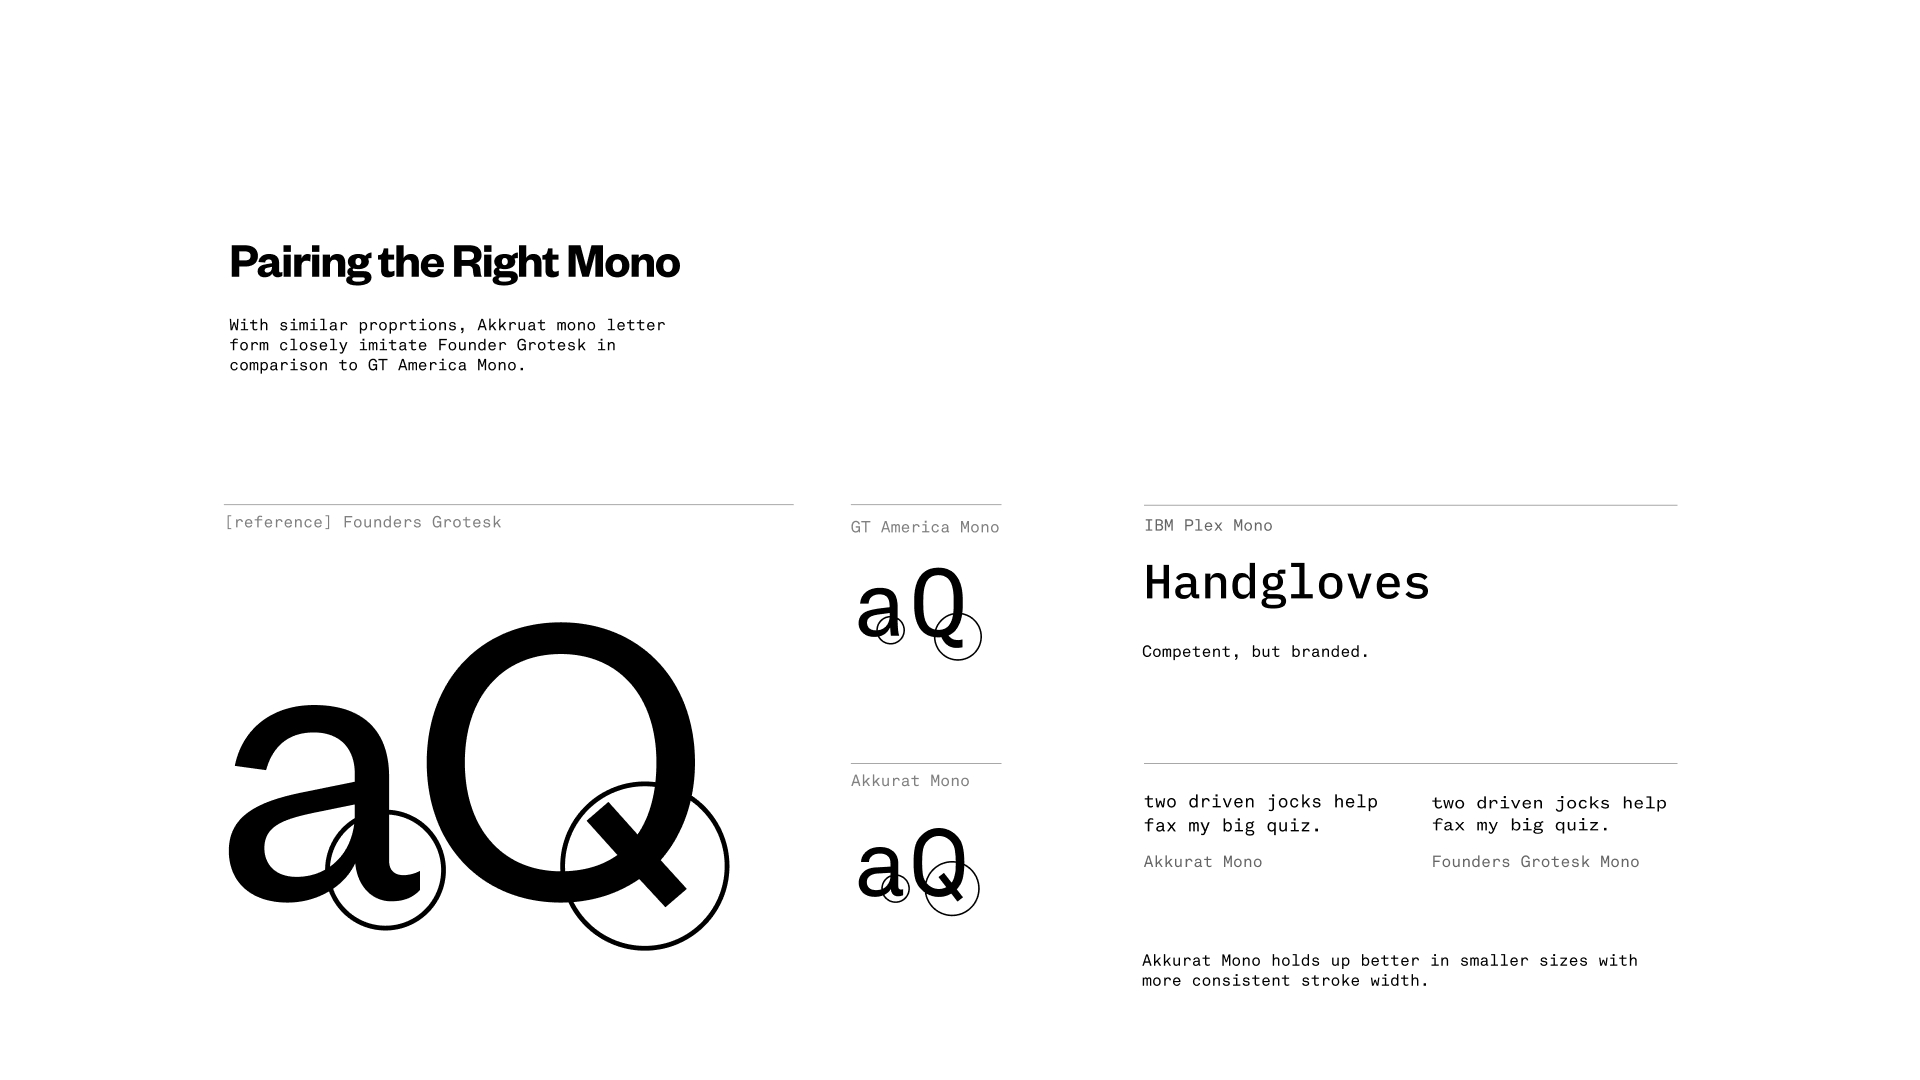 Pairing the Right Mono
With similar proprtions, Akkruat mono letter
form closely imitate Founder Grotesk in
comparison to GT America Mono.
[reference] Founders Grotesk
aQ
GT America Mono
aQ
Akkurat Mono
aQ
IBM Plex Mono
Handgloves
Competent, but branded.
two driven jocks help
fax my big quiz.
Akkurat Mono
two driven jocks help
fax my big quiz.
Founders Grotesk Mono
Akkurat Mono holds up better in smaller sizes with
more consistent stroke width.